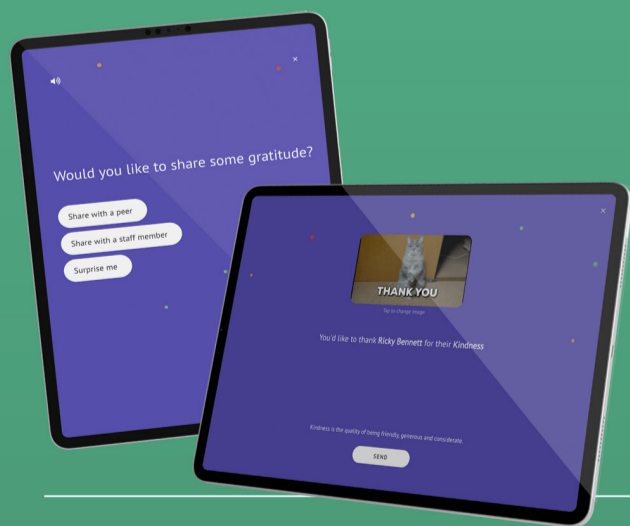 Would you like to share some gratitude?
Share with a peer
Share with a staff member
Surprise me
THANK YOU
Tap to change image
You'd like to thank Ricky Bennett for their Kindness
Kindness is the quality of being friendly, generous and considerate.
SEND